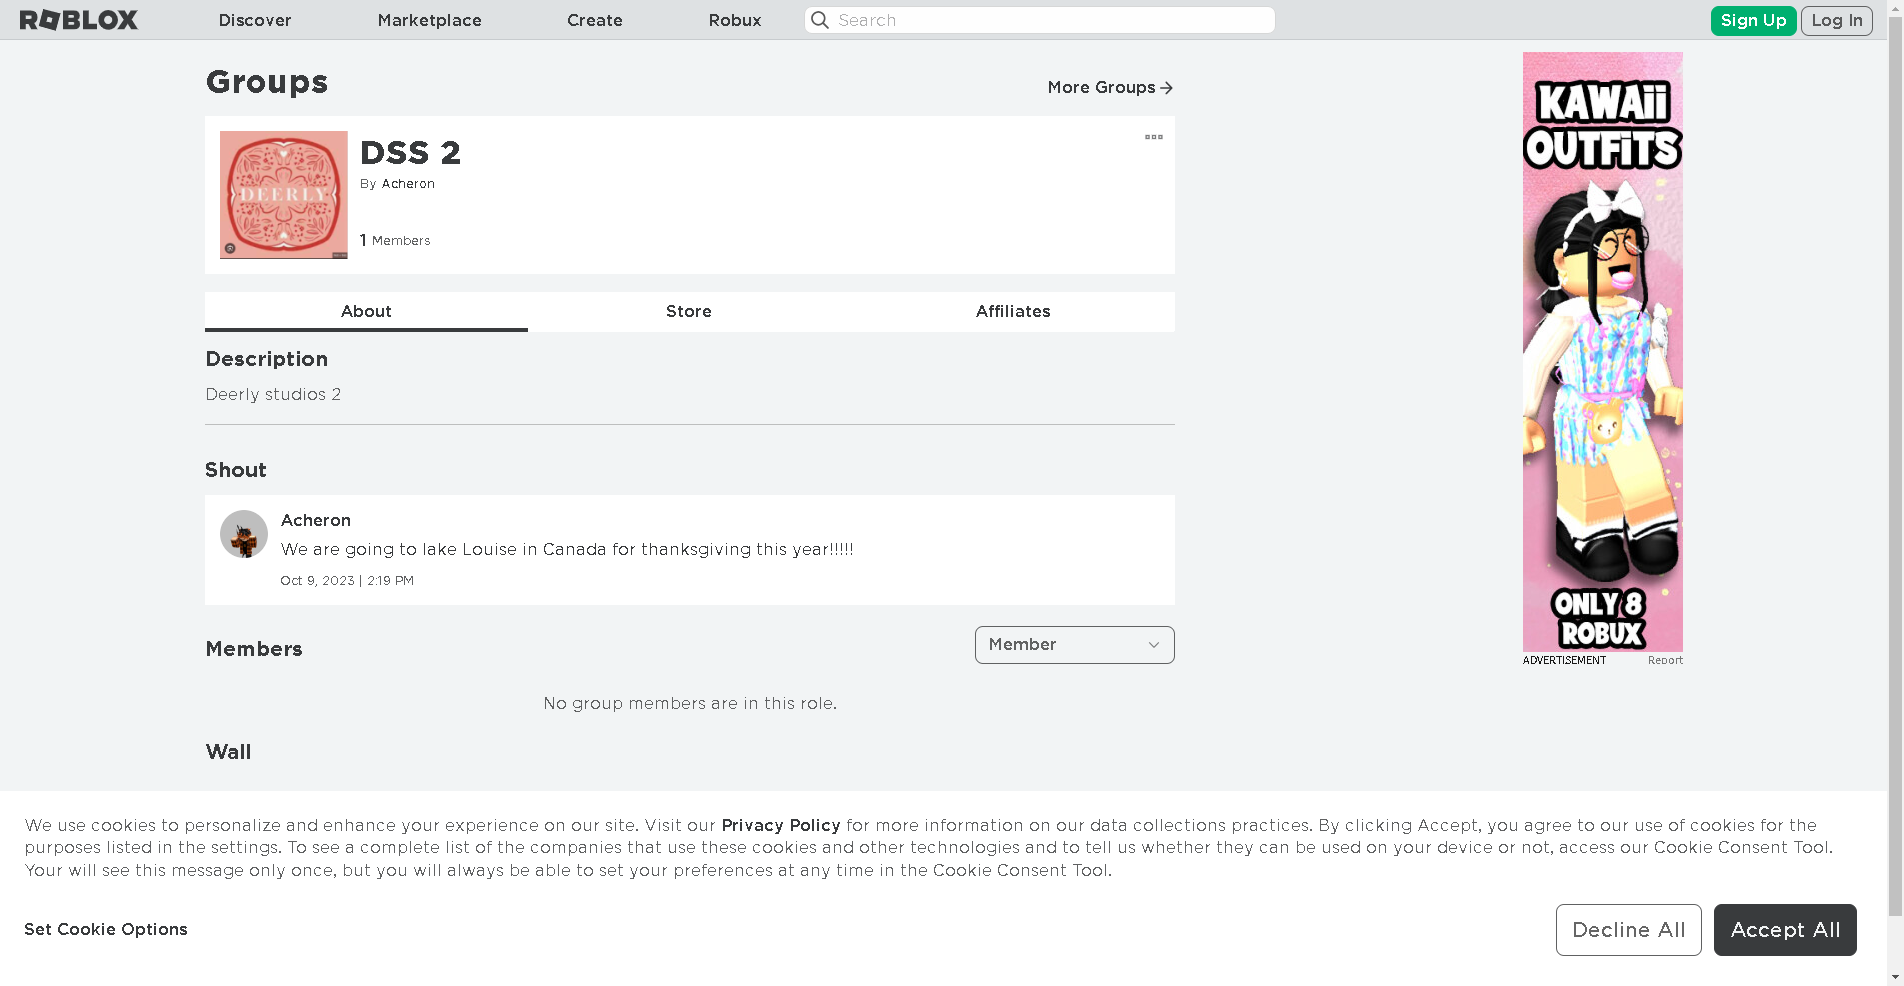 ROBLOX
Discover
Marketplace
Create
Robux
Search
Sign Up
Log In
Groups
More Groups
DEERLY
DSS 2
By Acheron
1 Members
About
Store
Affiliates
Description
Deerly studios 2
Shout
Acheron
We are going to lake Louise in Canada for thanksgiving this year!!!!!
Oct 9, 2023 | 2:19 PM
Members
Member
No group members are in this role.
Wall
KAWAii
OUTFiTS
ONLY 8
ROBUX
ADVERTISEMENT
Report
We use cookies to personalize and enhance your experience on our site. Visit our Privacy Policy for more information on our data collections practices. By clicking Accept, you agree to our use of cookies for the
purposes listed in the settings. To see a complete list of the companies that use these cookies and other technologies and to tell us whether they can be used on your device or not, access our Cookie Consent Tool.
Your will see this message only once, but you will always be able to set your preferences at any time in the Cookie Consent Tool.
Set Cookie Options
Decline All
Accept All